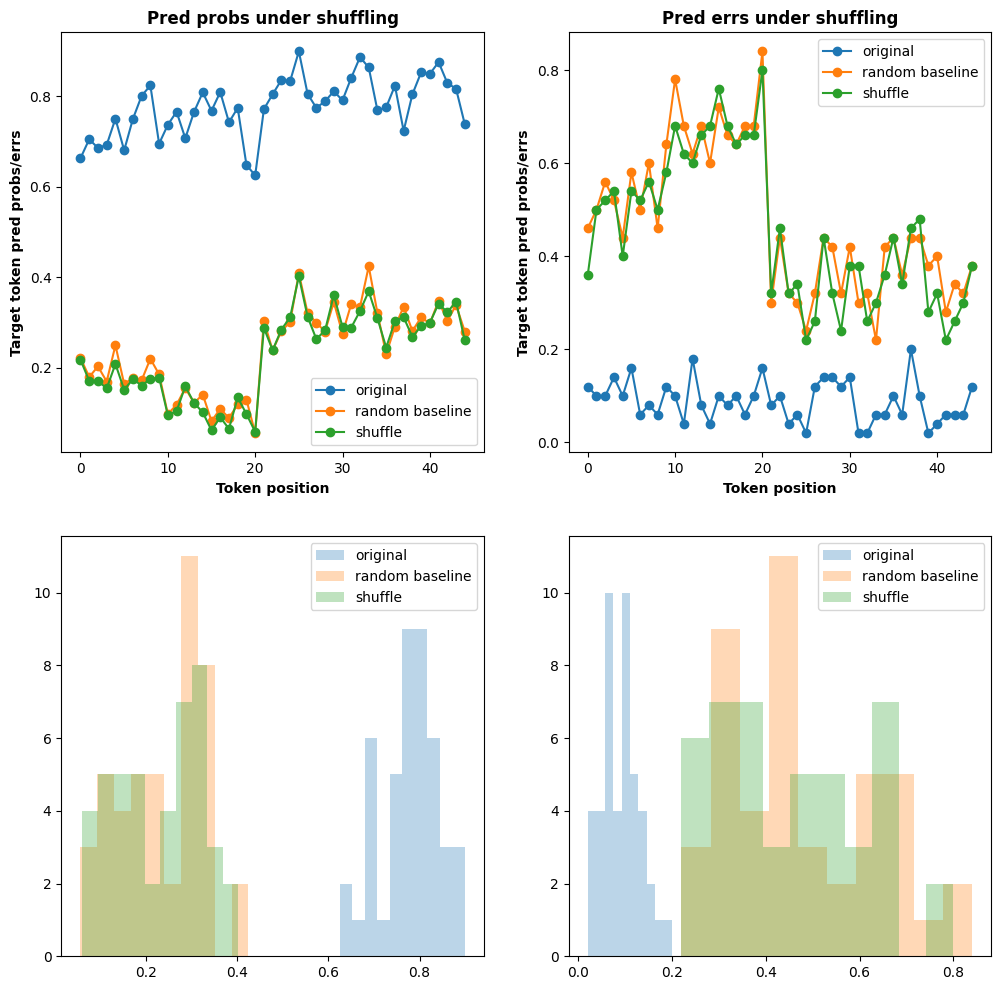 Pred probs under shuffling
Target token pred probs/errs
0.8
0.6
0.4
0.2
original
random baseline
shuffle
0
10
20
30
40
Token position
Pred errs under shuffling
Target token pred probs/errs
0.8
0.6
0.4
0.2
0.0
original
random baseline
shuffle
0
10
20
30
40
Token position
10
8
6
4
2
0
original
random baseline
shuffle
0.2
0.4
0.6
0.8
10
8
6
4
2
0
original
random baseline
shuffle
0.0
0.2
0.4
0.6
0.8